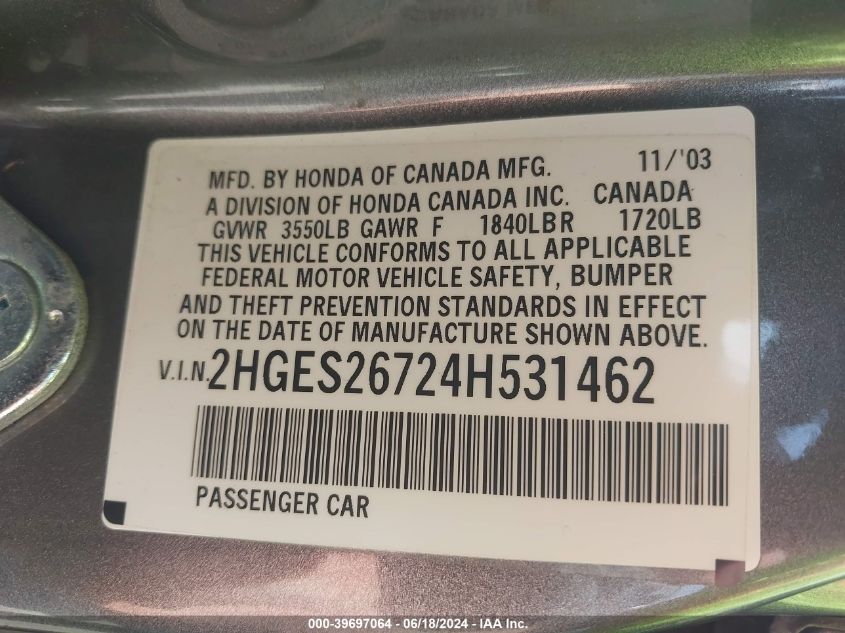 MFD. BY HONDA OF CANADA MFG. 11/'03
A DIVISION OF HONDA CANADA INC. CANADA
GVWR 3550LB GAWR F 1840LBR 1720LB
THIS VEHICLE CONFORMS TO ALL APPLICABLE
FEDERAL MOTOR VEHICLE SAFETY, BUMPER
AND THEFT PREVENTION STANDARDS IN EFFECT
ON THE DATE OF MANUFACTURE SHOWN ABOVE.
V.I.N. 2HGES26724H531462
PASSENGER CAR
000-39697064 - 06/18/2024 - IAA Inc.